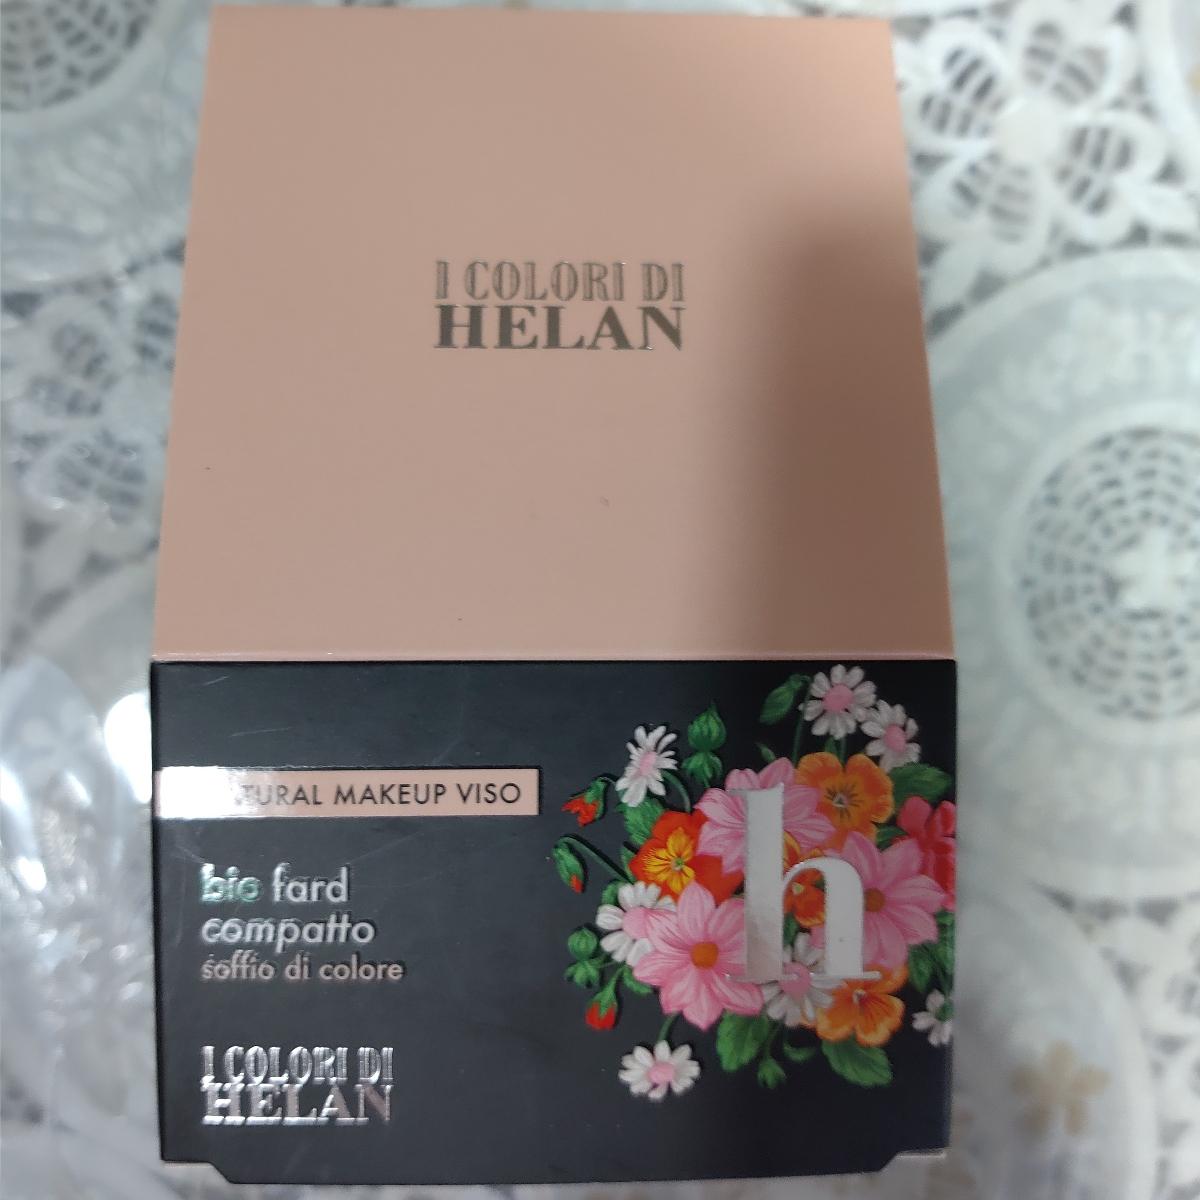 I COLORI DI
HELAN
TURAL MAKEUP VISO
bio fard
compatto
soffio di colore
h
I COLORI DI
HELAN